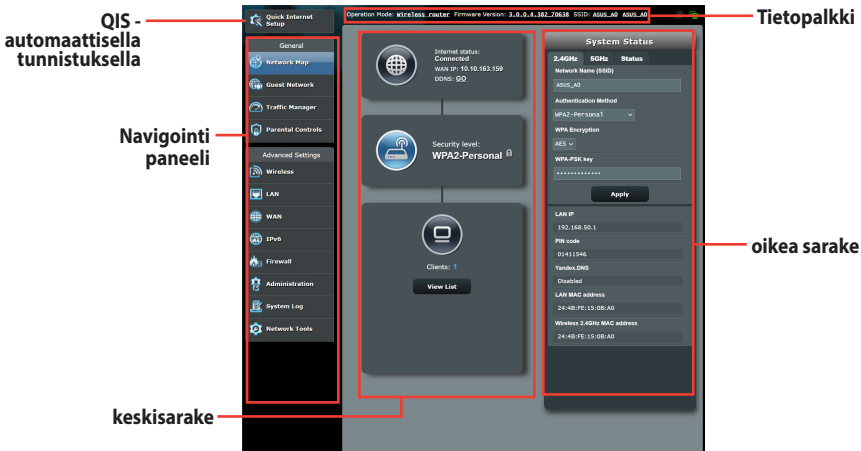 QIS -
automaattisella
tunnistuksella
Navigointi
paneeli
Quick Internet
Setup
General
Network Map
Guest Network
Traffic Manager
Parental Controls
Advanced Settings
Wireless
LAN
WAN
IPv6
Firewall
Administration
System Log
Network Tools
Operation Mode: Wireless router Firmware Version: 3.0.0.4.382_70638 SSID: ASUS_A0 ASUS_A0
Tietopalkki
Internet status:
Connected
WAN IP: 10.10.163.159
DDNS: GO
Security level:
WPA2-Personal
Clients: 1
View List
System Status
2.4GHz 5GHz Status
Network Name (SSID)
ASUS_A0
Authentication Method
WPA2-Personal
WPA Encryption
AES
WPA-PSK key
•••••••••••••
Apply
LAN IP
192.168.50.1
PIN code
01411546
Yandex.DNS
Disabled
LAN MAC address
24:4B:FE:15:0B:A0
Wireless 2.4GHz MAC address
24:4B:FE:15:0B:A0
oikea sarake
keskisarake